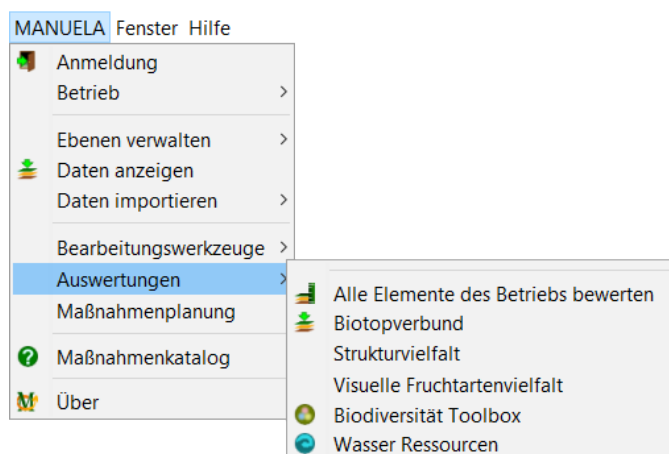 MANUELA Fenster Hilfe
Anmeldung
Betrieb
Ebenen verwalten
Daten anzeigen
Daten importieren
Bearbeitungswerkzeuge
Auswertungen
Maßnahmenplanung
Maßnahmenkatalog
Über
Alle Elemente des Betriebs bewerten
Biotopverbund
Strukturvielfalt
Visuelle Fruchtartenvielfalt
Biodiversität Toolbox
Wasser Ressourcen